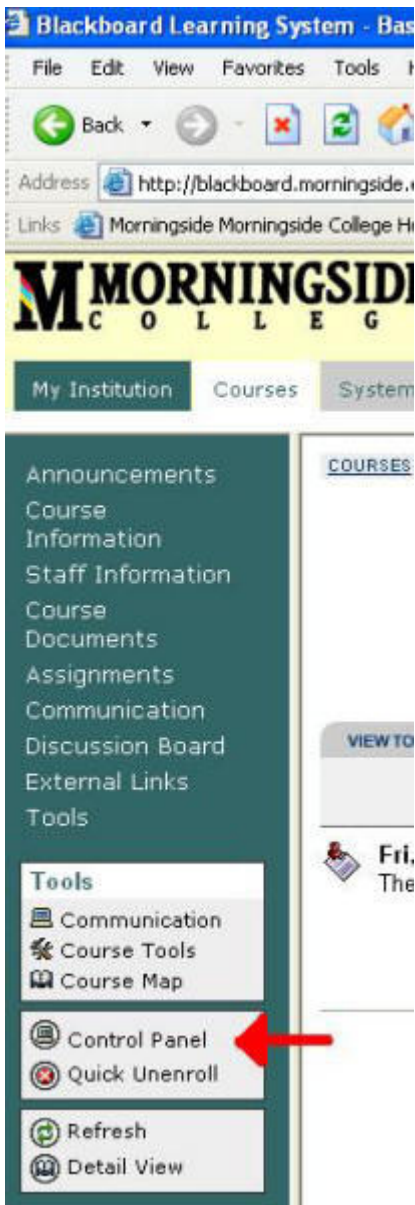 Blackboard Learning System - Bas
File Edit View Favorites Tools
Back
Address http://blackboard.morningside.
Links Morningside Morningside College H
M MORNINGSID
C O L L E G
My Institution Courses System
COURSES
Announcements
Course
Information
Staff Information
Course
Documents
Assignments
Communication
Discussion Board
External Links
Tools
VIEW TO
Fri,
The
Tools
Communication
Course Tools
Course Map
Control Panel
Quick Unenroll
Refresh
Detail View